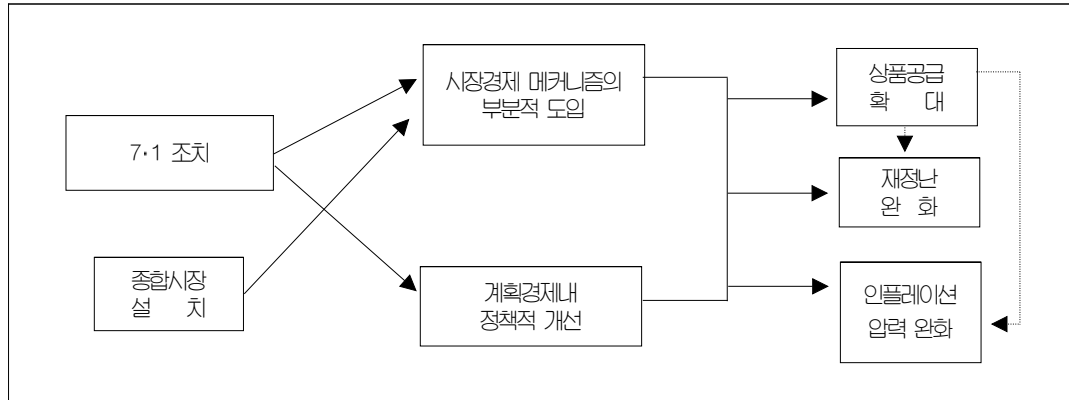 7·1 조치
종합시장
설 치
시장경제 메커니즘의
부분적 도입
계획경제내
정책적 개선
상품공급
확 대
재정난
완 화
인플레이션
압력 완화